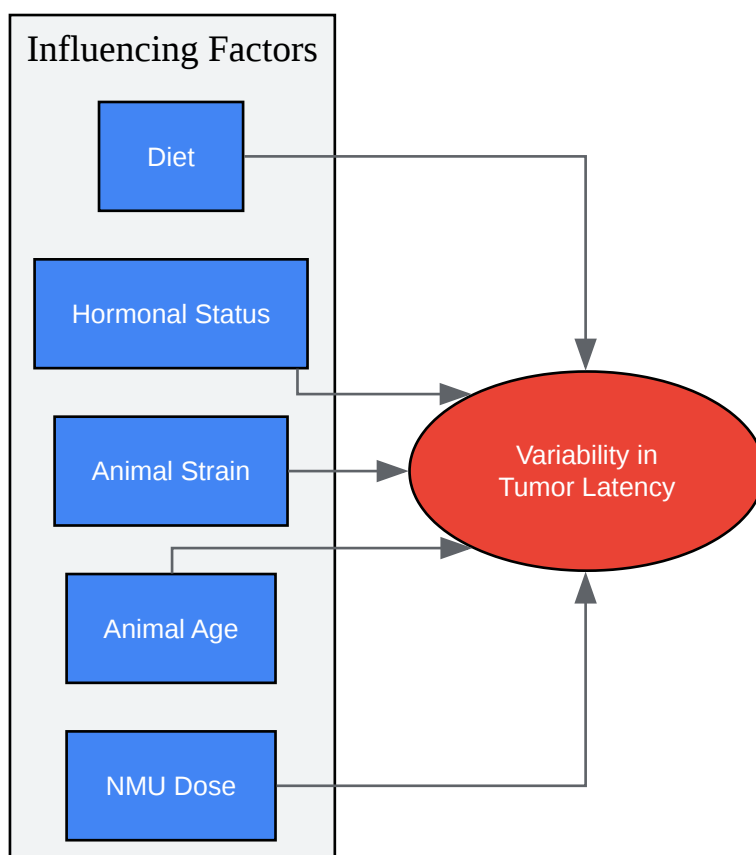 Influencing Factors
Diet
Hormonal Status
Animal Strain
Variability in
Tumor Latency
Animal Age
NMU Dose